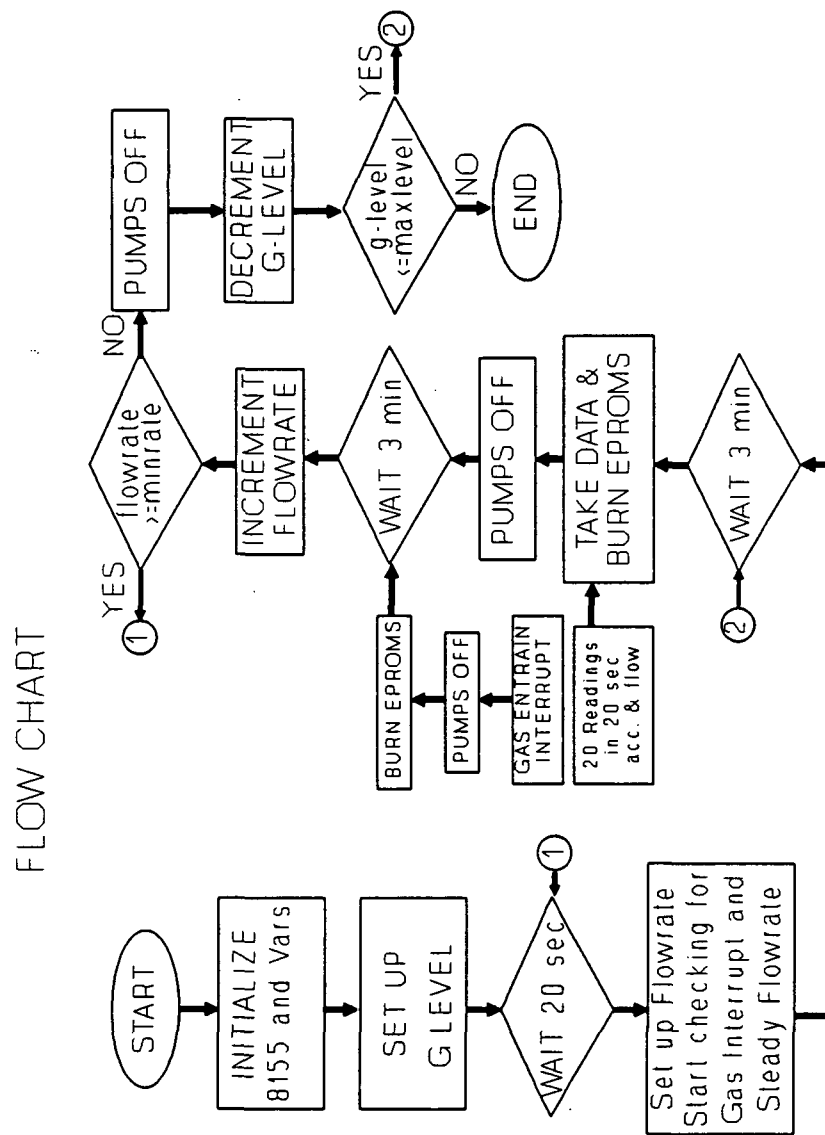 FLOW CHART
START
INITIALIZE
8155 and Vars
SET UP
G LEVEL
WAIT 20 sec
1
Set up Flowrate
Start checking for
Gas Interrupt and
Steady Flowrate
2
WAIT 3 min
20 Readings
in 20 sec
acc. & flow
TAKE DATA &
BURN EPROMS
PUMPS OFF
GAS ENTRAIN
INTERRUPT
PUMPS OFF
BURN EPROMS
WAIT 3 min
INCREMENT
FLOWRATE
flowrate
>=minrate
YES
1
NO
PUMPS OFF
DECREMENT
G-LEVEL
g-level
<=maxlevel
YES
2
NO
END